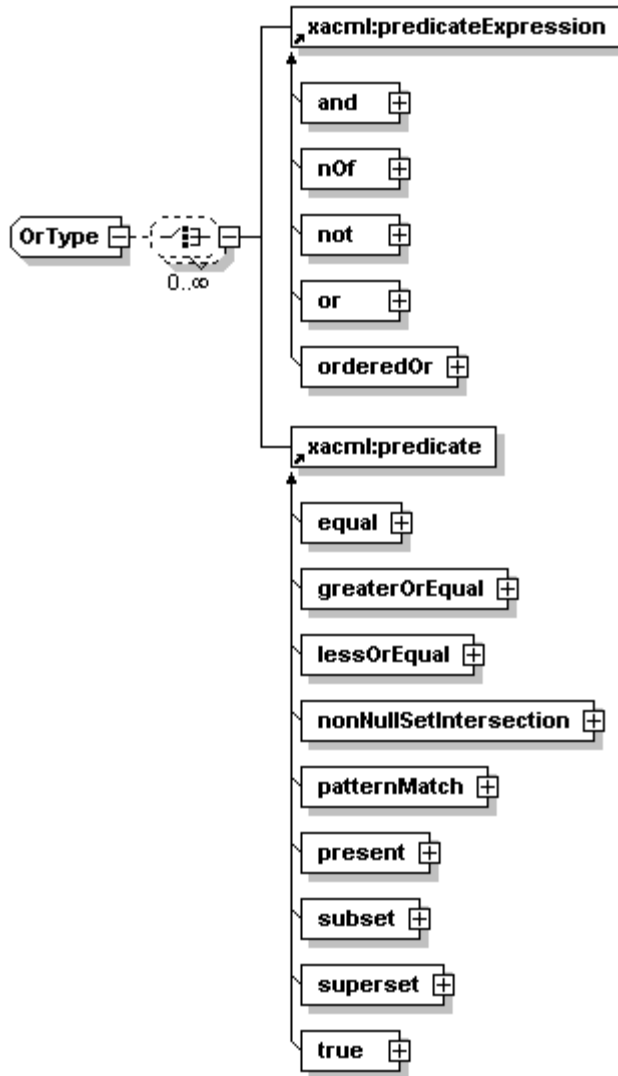 xacml:predicateExpression
and
nOf
not
or
orderedOr
OrType
0..∞
xacml:predicate
equal
greaterOrEqual
lessOrEqual
nonNullSetIntersection
patternMatch
present
subset
superset
true